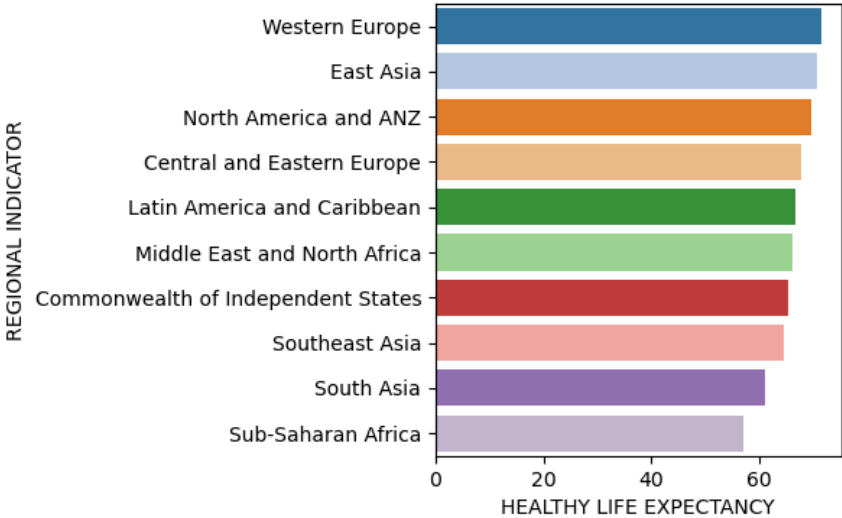 REGIONAL INDICATOR
Western Europe
East Asia
North America and ANZ
Central and Eastern Europe
Latin America and Caribbean
Middle East and North Africa
Commonwealth of Independent States
Southeast Asia
South Asia
Sub-Saharan Africa
0 20 40 60
HEALTHY LIFE EXPECTANCY